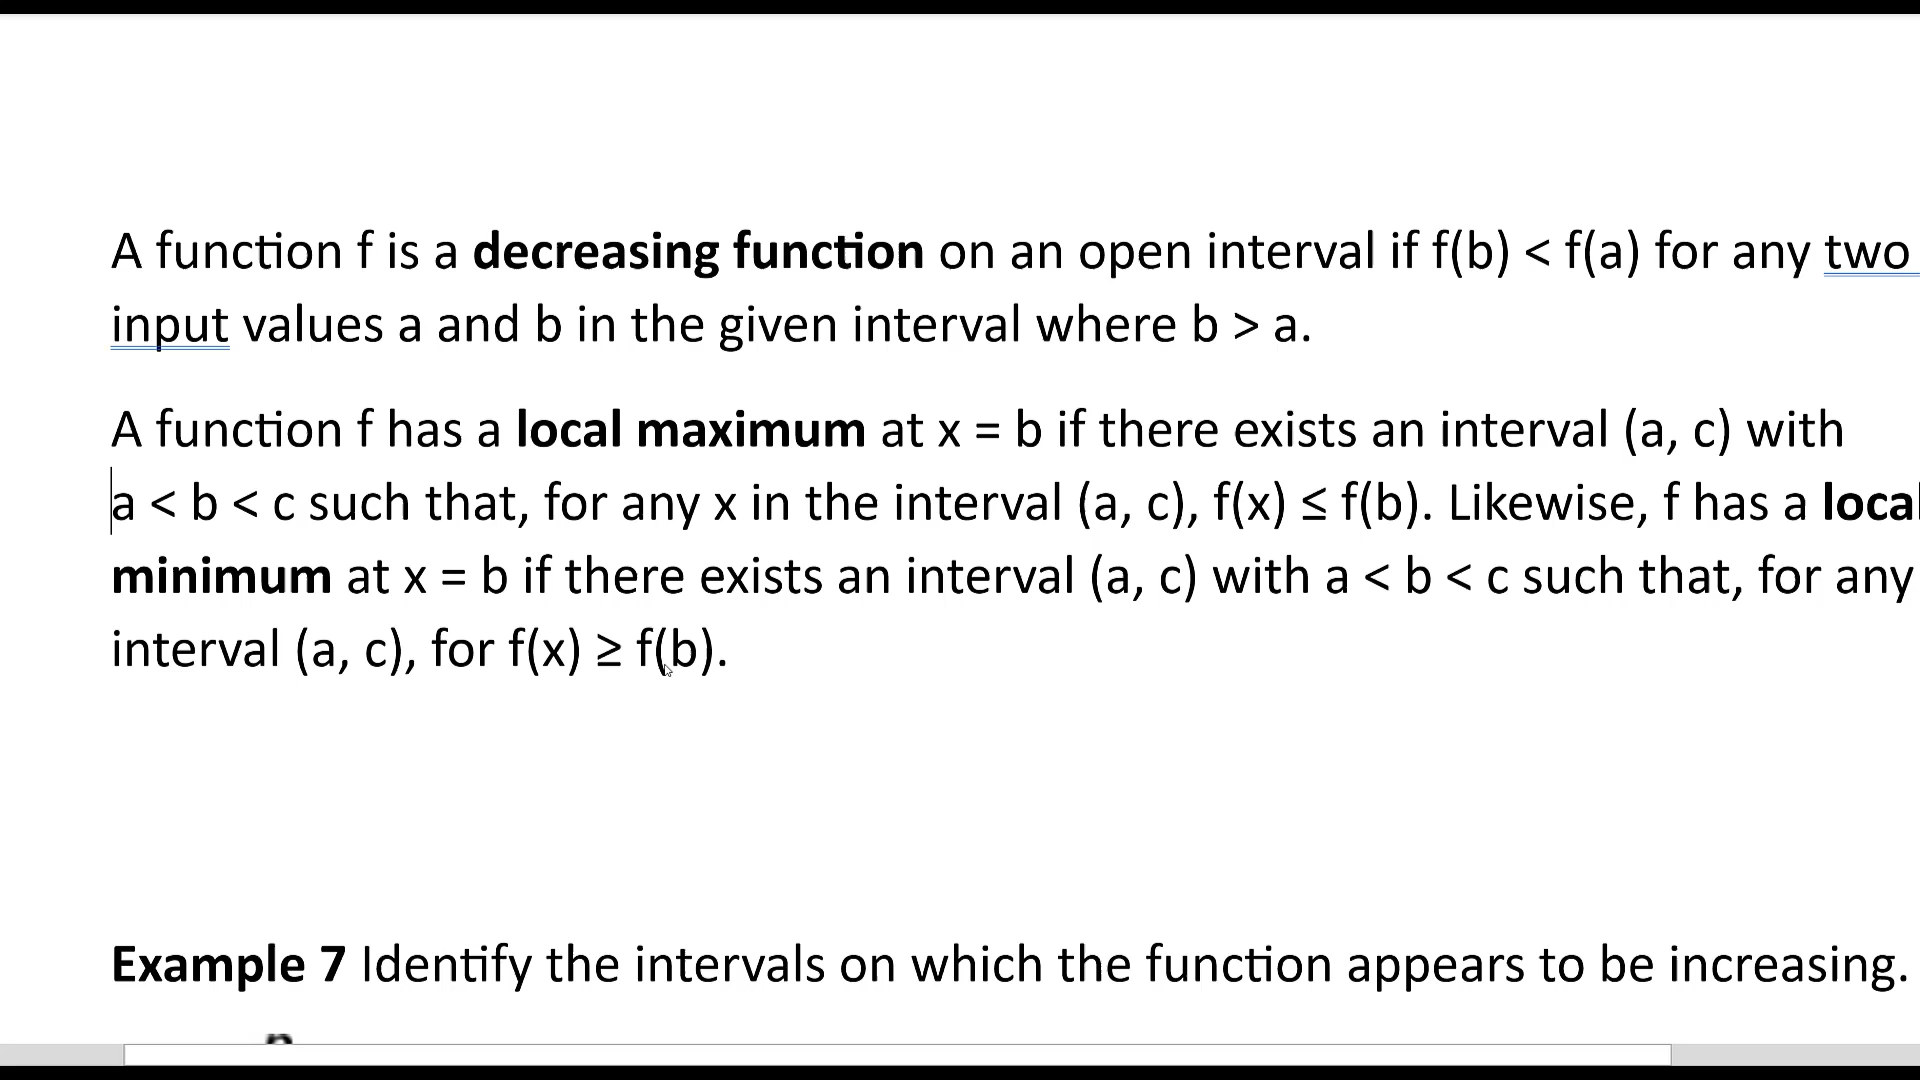 A function f is a decreasing function on an open interval if f(b) < f(a) for any two
input values a and b in the given interval where b > a.
A function f has a local maximum at x = b if there exists an interval (a, c) with
a < b < c such that, for any x in the interval (a, c), f(x) ≤ f(b). Likewise, f has a local
minimum at x = b if there exists an interval (a, c) with a < b < c such that, for any
interval (a, c), for f(x) ≥ f(b).
Example 7 Identify the intervals on which the function appears to be increasing.